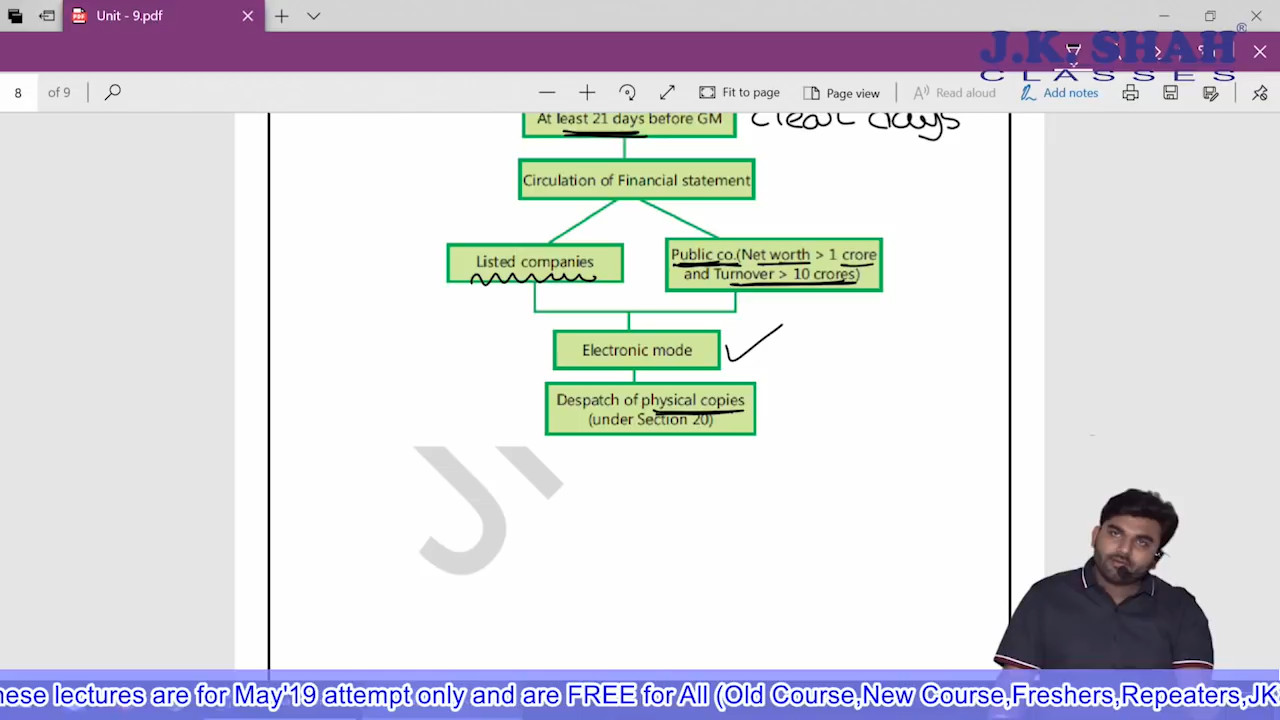 Unit - 9.pdf
J.K. SHAH®
CLASSES
8 of 9
Fit to page
Page view
Read aloud
Add notes
At least 21 days before GM
clear days
Circulation of Financial statement
Listed companies
Public co.(Net worth > 1 crore
and Turnover > 10 crores)
Electronic mode
Despatch of physical copies
(under Section 20)
hese lectures are for May'19 attempt only and are FREE for All (Old Course,New Course,Freshers,Repeaters,JK